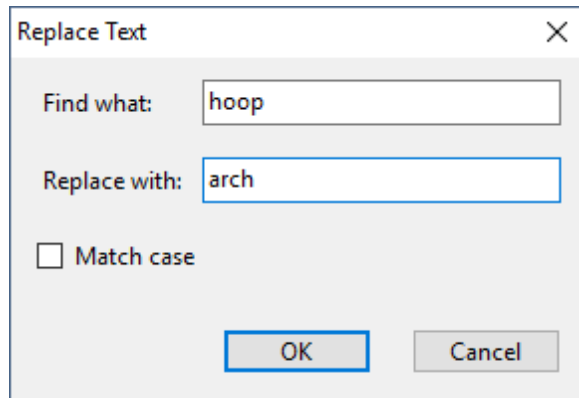 Replace Text
Find what: hoop
Replace with: arch
Match case
OK Cancel